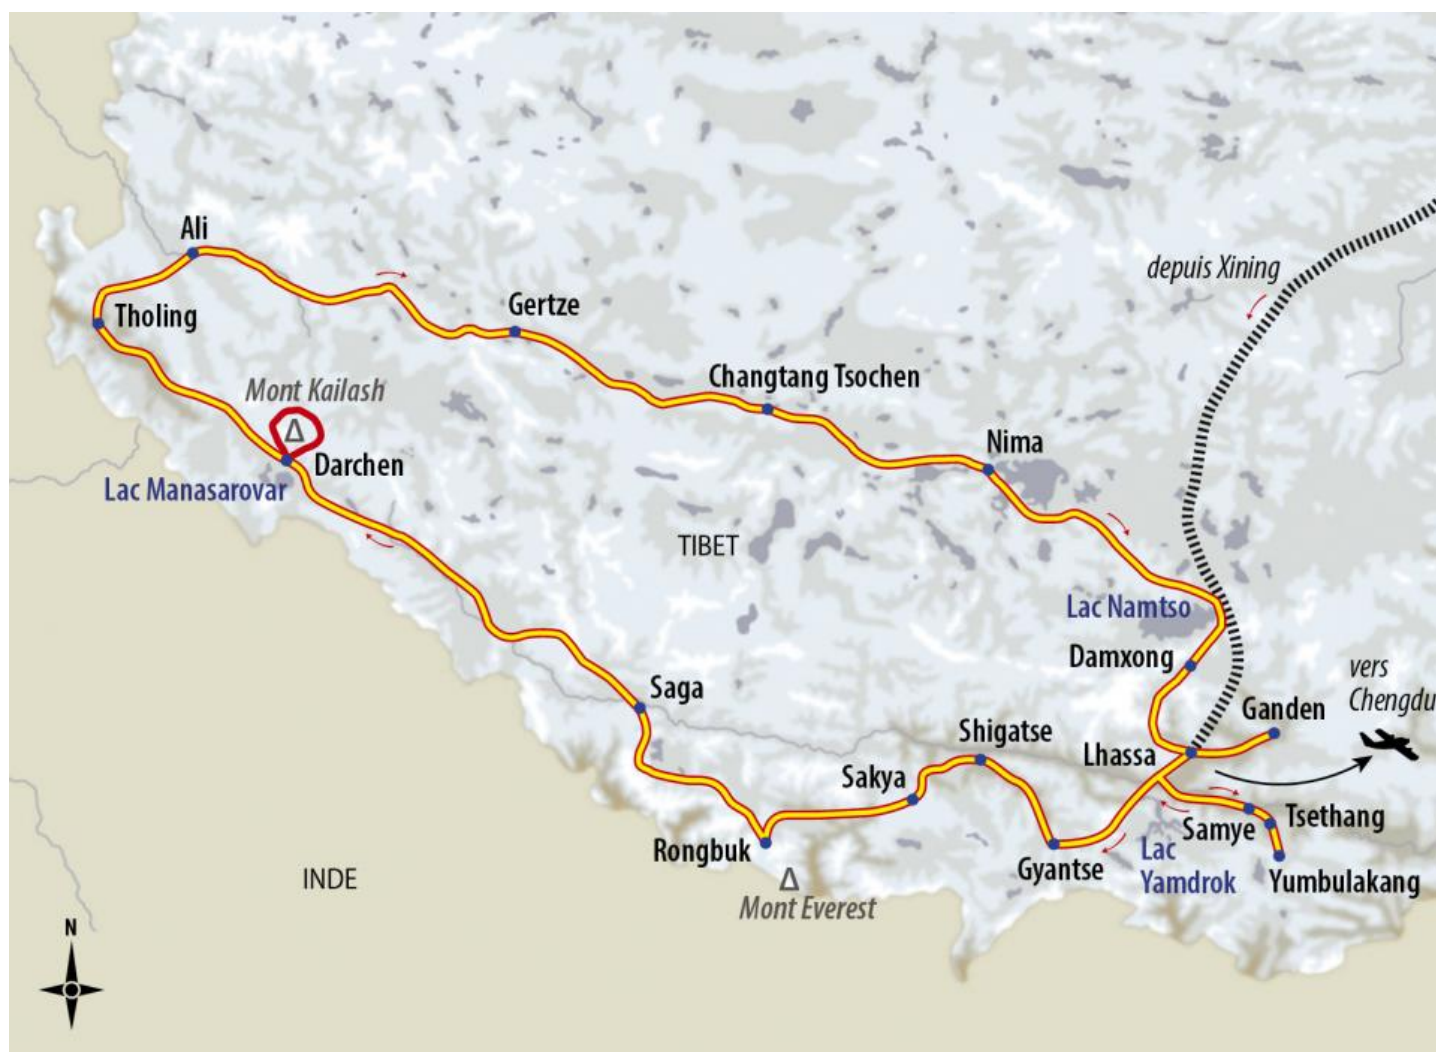 Ali
depuis Xining
Tholing
Gertze
Mont Kailash
Changtang Tsochen
Darchen
Nima
Lac Manasarovar
TIBET
Lac Namtso
Damxong
vers
Chengdu
Saga
Ganden
Shigatse
Lhassa
Sakya
Samye
Tsethang
Rongbuk
Gyantse
Lac
Yamdrok
Yumbulakang
INDE
Mont Everest
N